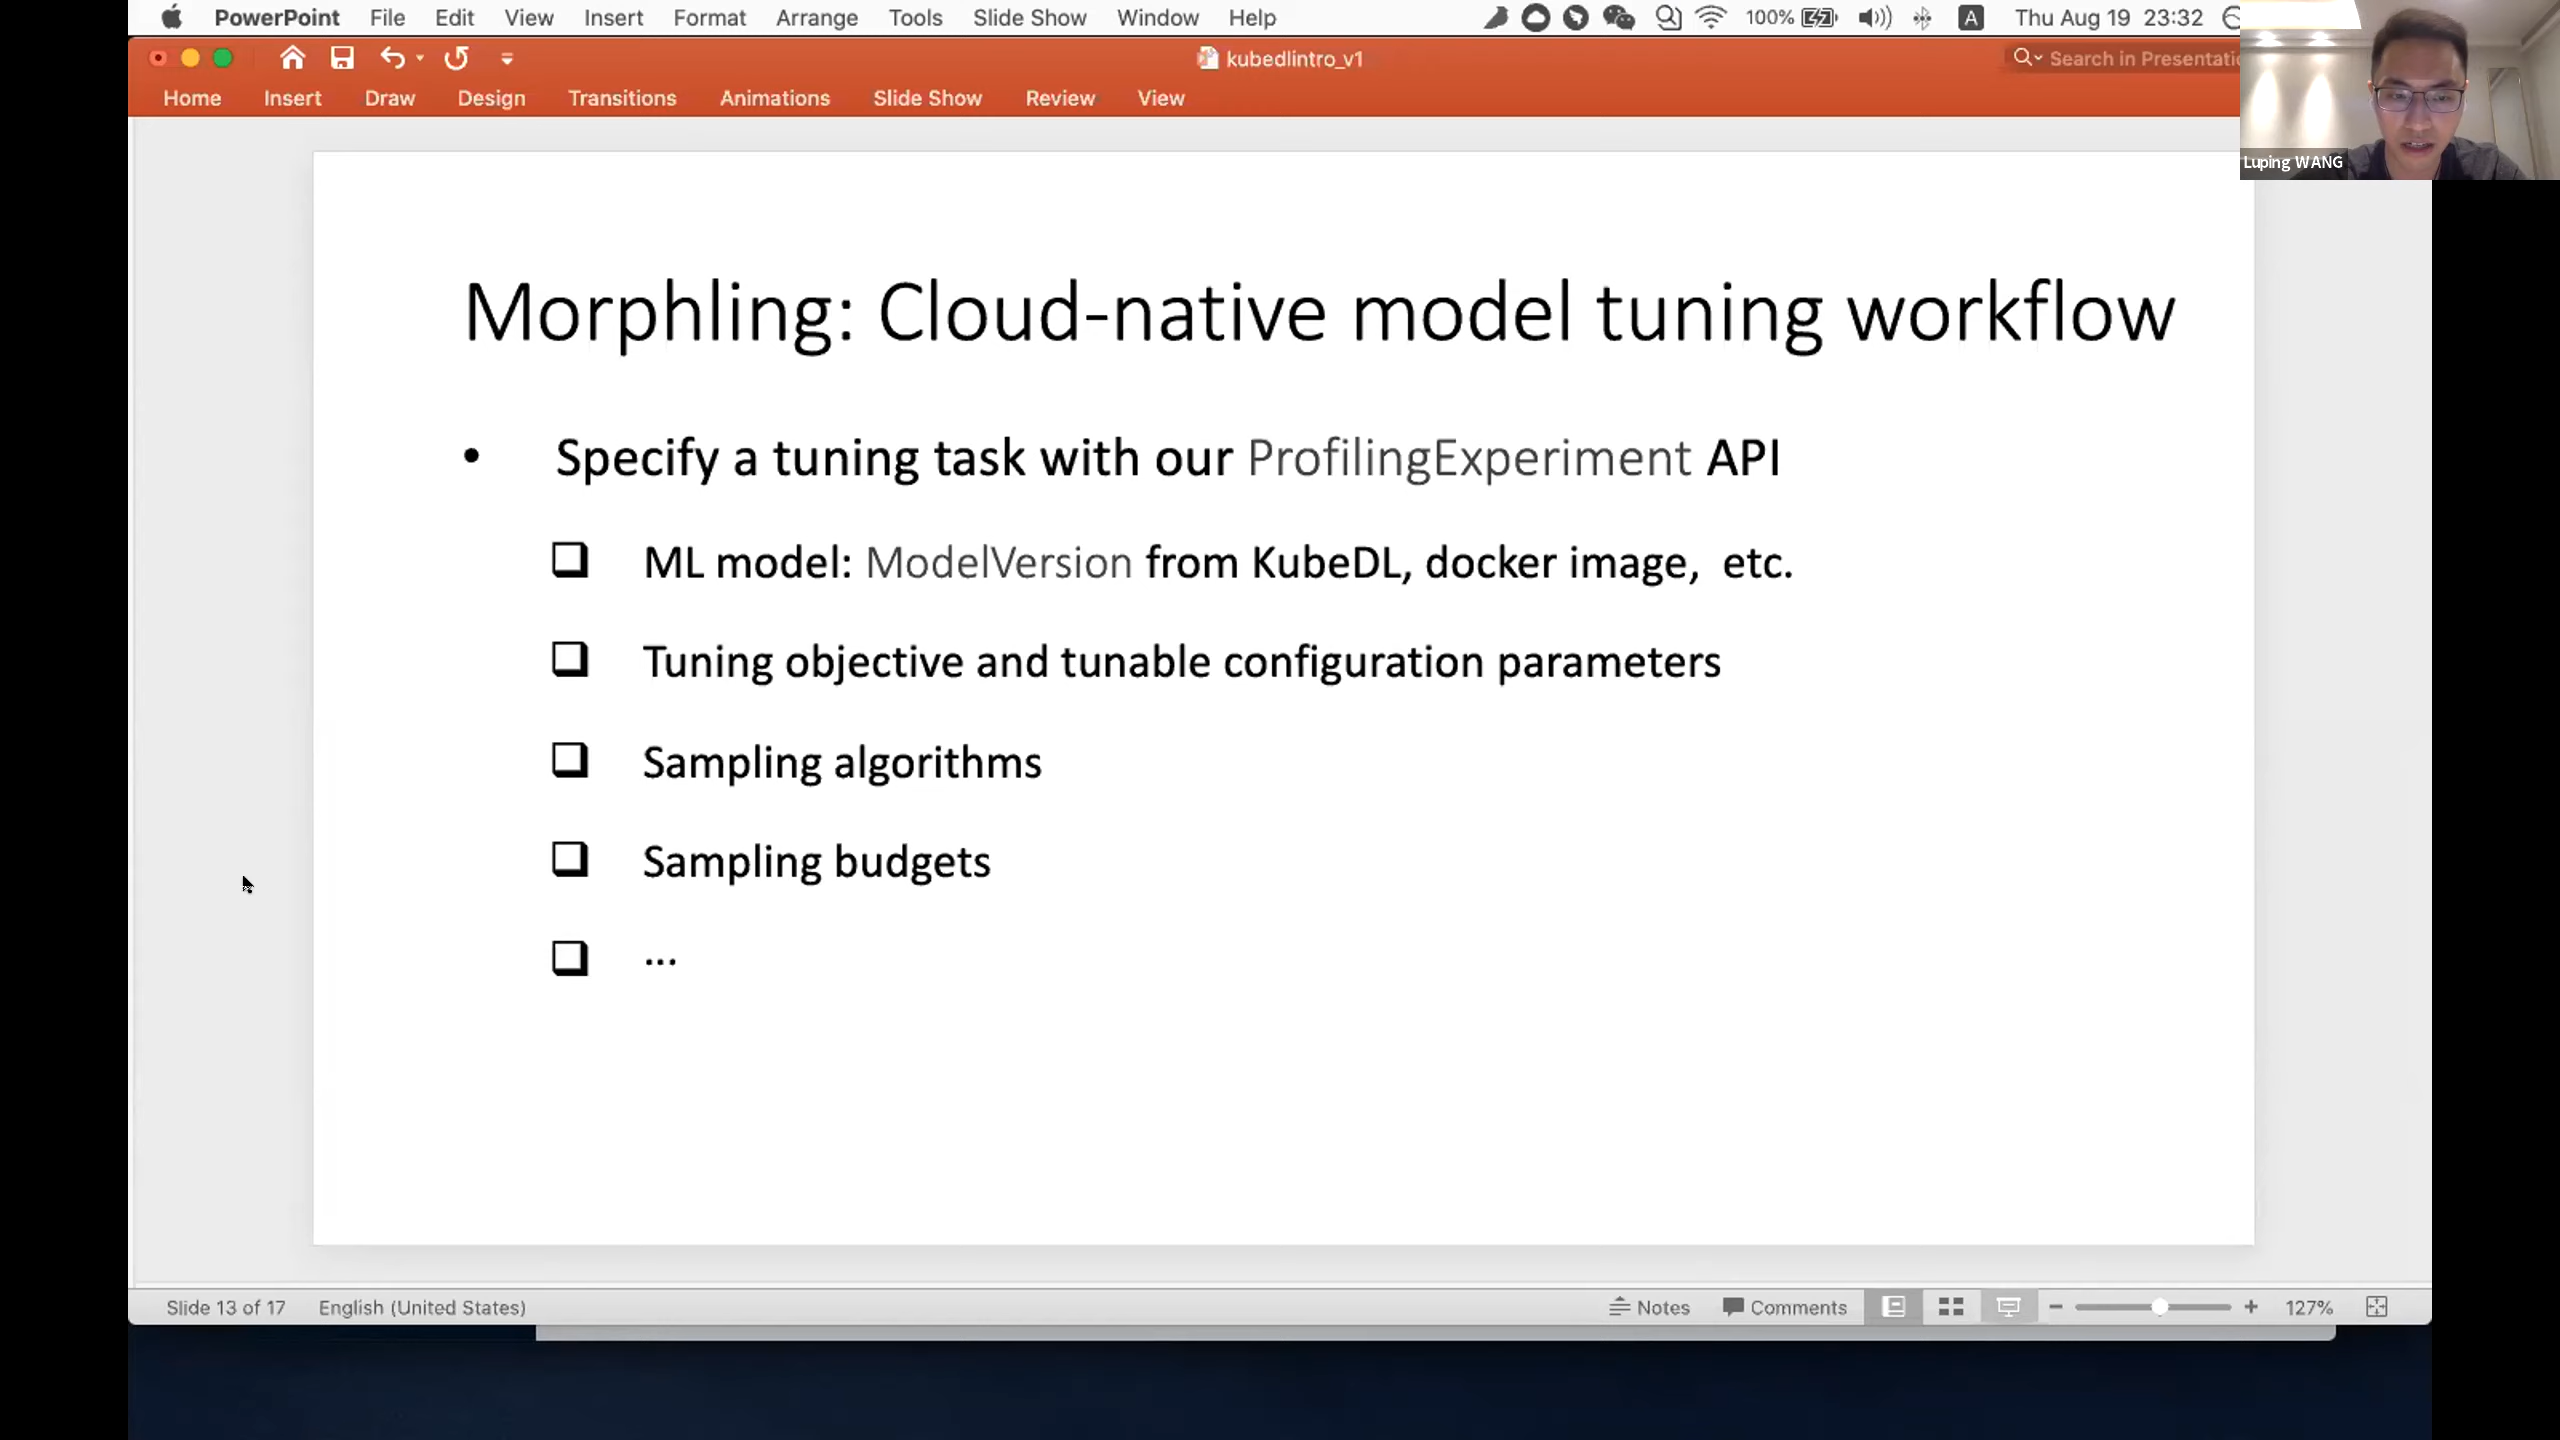 PowerPoint File Edit View Insert Format Arrange Tools Slide Show Window Help 100% A Thu Aug 19 23:32
kubedlintro_v1 Search in Presentatio
Home Insert Draw Design Transitions Animations Slide Show Review View
Luping WANG
Morphling: Cloud-native model tuning workflow
• Specify a tuning task with our ProfilingExperiment API
❏ ML model: ModelVersion from KubeDL, docker image, etc.
❏ Tuning objective and tunable configuration parameters
❏ Sampling algorithms
❏ Sampling budgets
❏ ...
Slide 13 of 17 English (United States) Notes Comments 127%